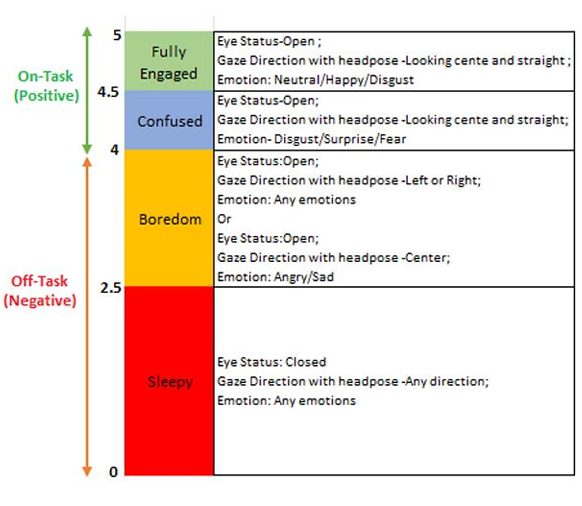 5
Fully
Engaged
Eye Status-Open ;
Gaze Direction with headpose -Looking cente and straight ;
Emotion: Neutral/Happy/Disgust
On-Task
(Positive)
4.5
Confused
Eye Status-Open;
Gaze Direction with headpose -Looking cente and straight;
Emotion- Disgust/Surprise/Fear
4
Boredom
Eye Status:Open;
Gaze Direction with headpose -Left or Right;
Emotion: Any emotions
Or
Eye Status:Open;
Gaze Direction with headpose -Center;
Emotion: Angry/Sad
Off-Task
(Negative)
2.5
Sleepy
Eye Status: Closed
Gaze Direction with headpose -Any direction;
Emotion: Any emotions
0